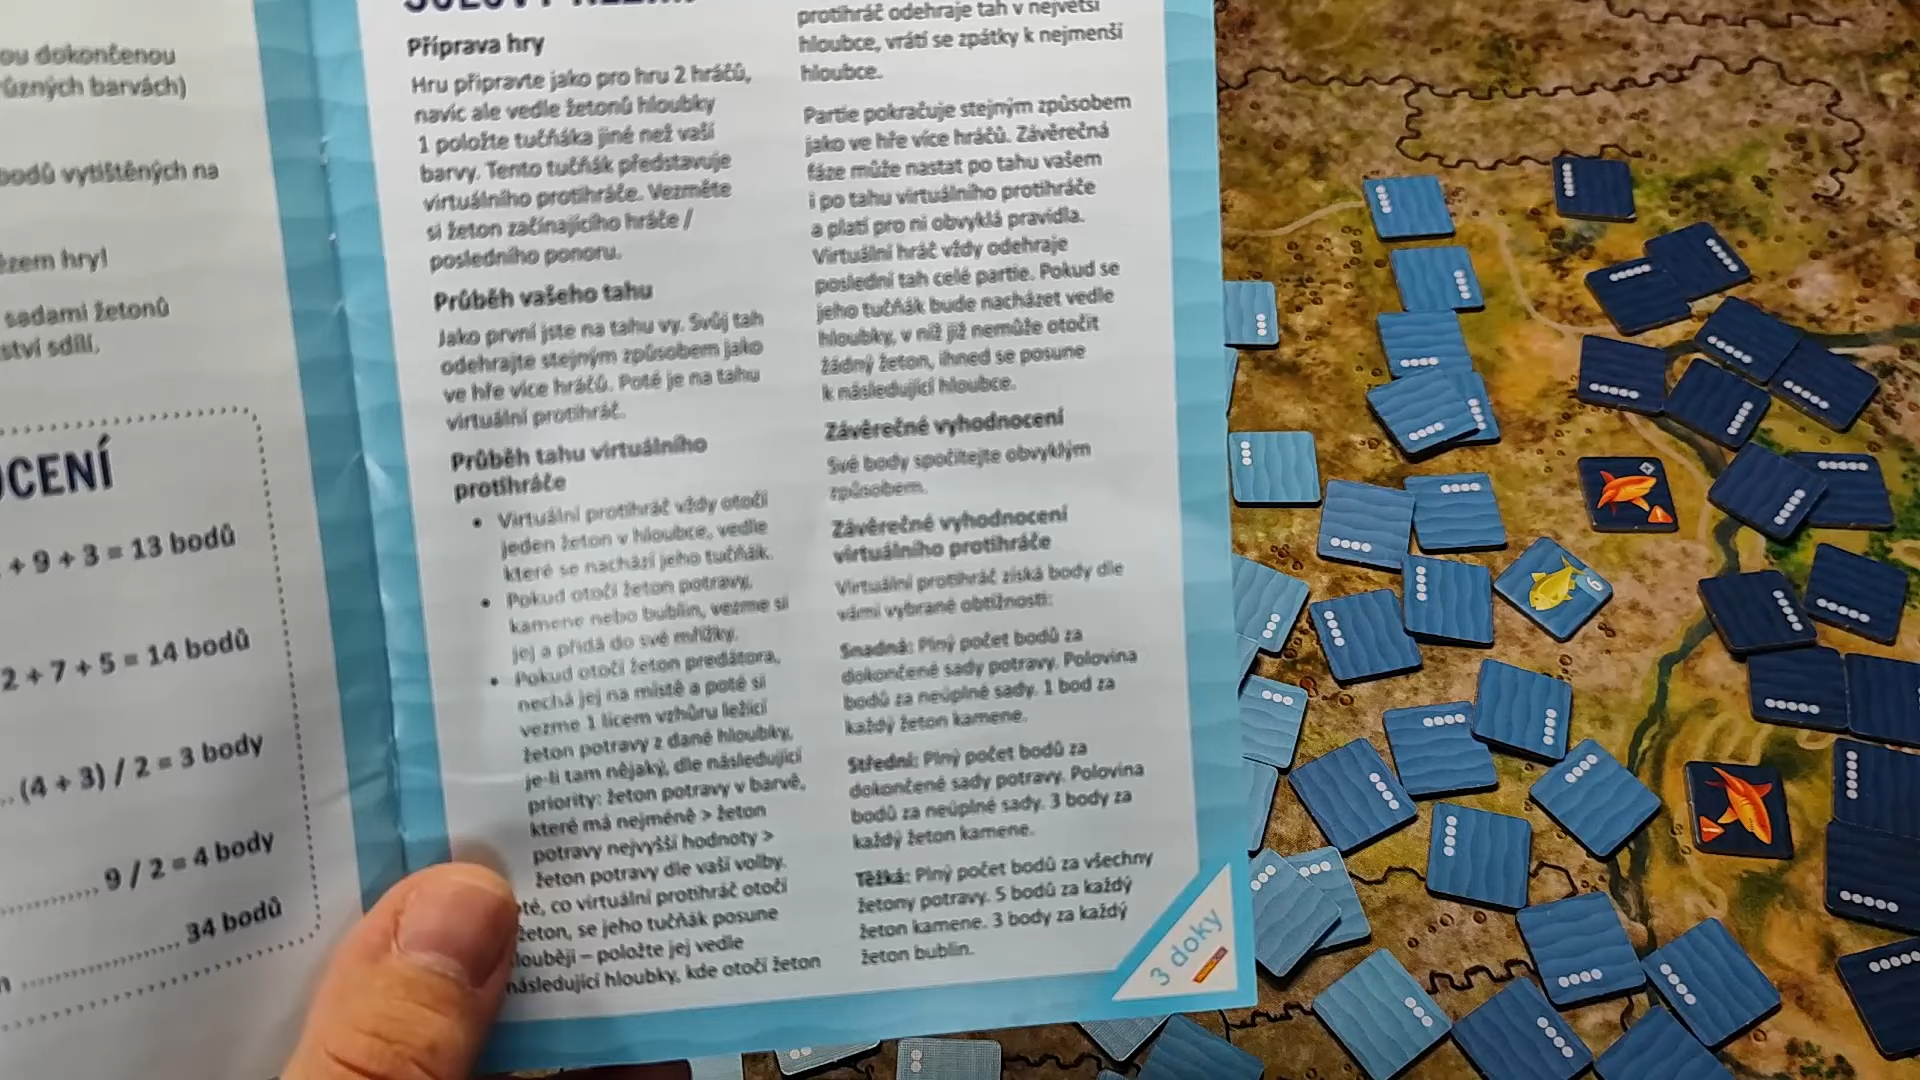 ou dokončenou
různých barvách)
bodů vytištěných na
ězem hry!
sadami žetonů
ství sdílí,
OCENÍ
+ 9 + 3 = 13 bodů
2 + 7 + 5 = 14 bodů
(4 + 3) / 2 = 3 body
9 / 2 = 4 body
34 bodů
Příprava hry
Hru připravte jako pro hru 2 hráčů,
navíc ale vedle žetonů hloubky
1 položte tučňáka jiné než vaší
barvy. Tento tučňák představuje
virtuálního protihráče. Vezměte
si žeton začínajícího hráče /
posledního ponoru.
Průběh vašeho tahu
Jako první jste na tahu vy. Svůj tah
odehrajte stejným způsobem jako
ve hře více hráčů. Poté je na tahu
virtuální protihráč.
Průběh tahu virtuálního
protihráče
• Virtuální protihráč vždy otočí
jeden žeton v hloubce, vedle
které se nachází jeho tučňák.
• Pokud otočí žeton potravy,
kamene nebo bublin, vezme si
jej a přidá do své mřížky.
• Pokud otočí žeton predátora,
nechá jej na místě a poté si
vezme 1 lícem vzhůru ležící
žeton potravy z dané hloubky,
je-li tam nějaký, dle následující
priority: žeton potravy v barvě,
které má nejméně > žeton
potravy nejvyšší hodnoty >
žeton potravy dle vaší volby.
té, co virtuální protihráč otočí
žeton, se jeho tučňák posune
louběji – položte jej vedle
následující hloubky, kde otočí žeton
protihráč odehraje tah v největší
hloubce, vrátí se zpátky k nejmenší
hloubce.
Partie pokračuje stejným způsobem
jako ve hře více hráčů. Závěrečná
fáze může nastat po tahu vašem
i po tahu virtuálního protihráče
a platí pro ni obvyklá pravidla.
Virtuální hráč vždy odehraje
poslední tah celé partie. Pokud se
jeho tučňák bude nacházet vedle
hloubky, v níž již nemůže otočit
žádný žeton, ihned se posune
k následující hloubce.
Závěrečné vyhodnocení
Své body spočítejte obvyklým
způsobem.
Závěrečné vyhodnocení
virtuálního protihráče
Virtuální protihráč získá body dle
vámi vybrané obtížnosti:
Snadná: Plný počet bodů za
dokončené sady potravy. Polovina
bodů za neúplné sady. 1 bod za
každý žeton kamene.
Střední: Plný počet bodů za
dokončené sady potravy. Polovina
bodů za neúplné sady. 3 body za
každý žeton kamene.
Těžká: Plný počet bodů za všechny
žetony potravy. 5 bodů za každý
žeton kamene. 3 body za každý
žeton bublin.
3 doky